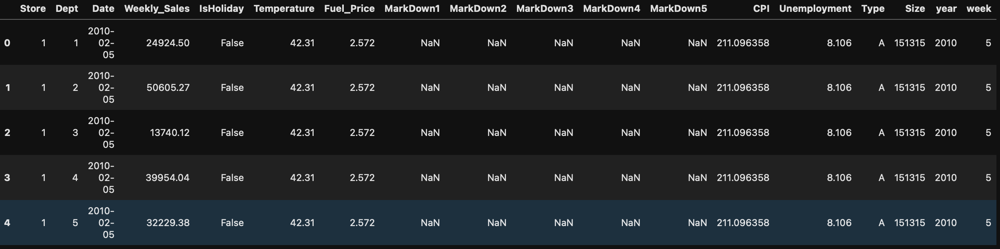 Store Dept Date Weekly_Sales IsHoliday Temperature Fuel_Price MarkDown1 MarkDown2 MarkDown3 MarkDown4 MarkDown5 CPI Unemployment Type Size year week
0 1 1 2010-02-05 24924.50 False 42.31 2.572 NaN NaN NaN NaN NaN 211.096358 8.106 A 151315 2010 5
1 1 2 2010-02-05 50605.27 False 42.31 2.572 NaN NaN NaN NaN NaN 211.096358 8.106 A 151315 2010 5
2 1 3 2010-02-05 13740.12 False 42.31 2.572 NaN NaN NaN NaN NaN 211.096358 8.106 A 151315 2010 5
3 1 4 2010-02-05 39954.04 False 42.31 2.572 NaN NaN NaN NaN NaN 211.096358 8.106 A 151315 2010 5
4 1 5 2010-02-05 32229.38 False 42.31 2.572 NaN NaN NaN NaN NaN 211.096358 8.106 A 151315 2010 5